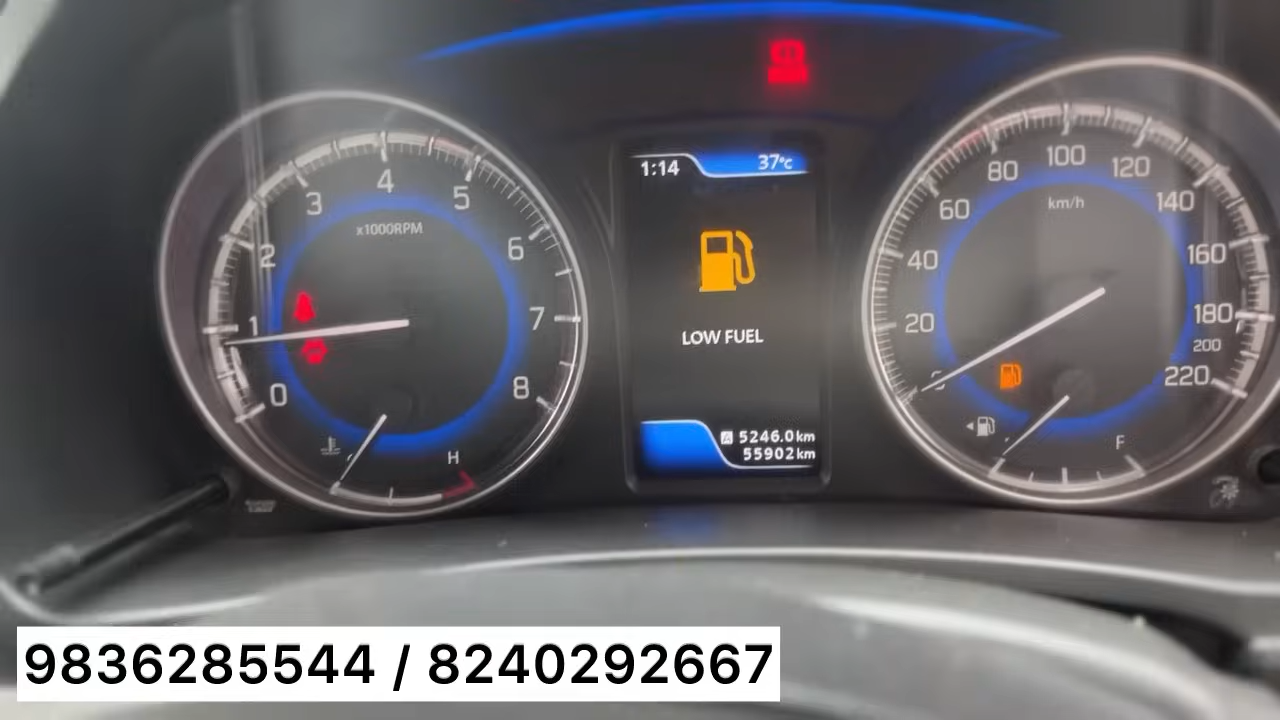 1:14 37°C
0 1 2 3 4 5 6 7 8
x1000RPM
H
LOW FUEL
A 5246.0km
55902km
20 40 60 80 100 120 140 160 180 200 220
km/h
F
9836285544 / 8240292667